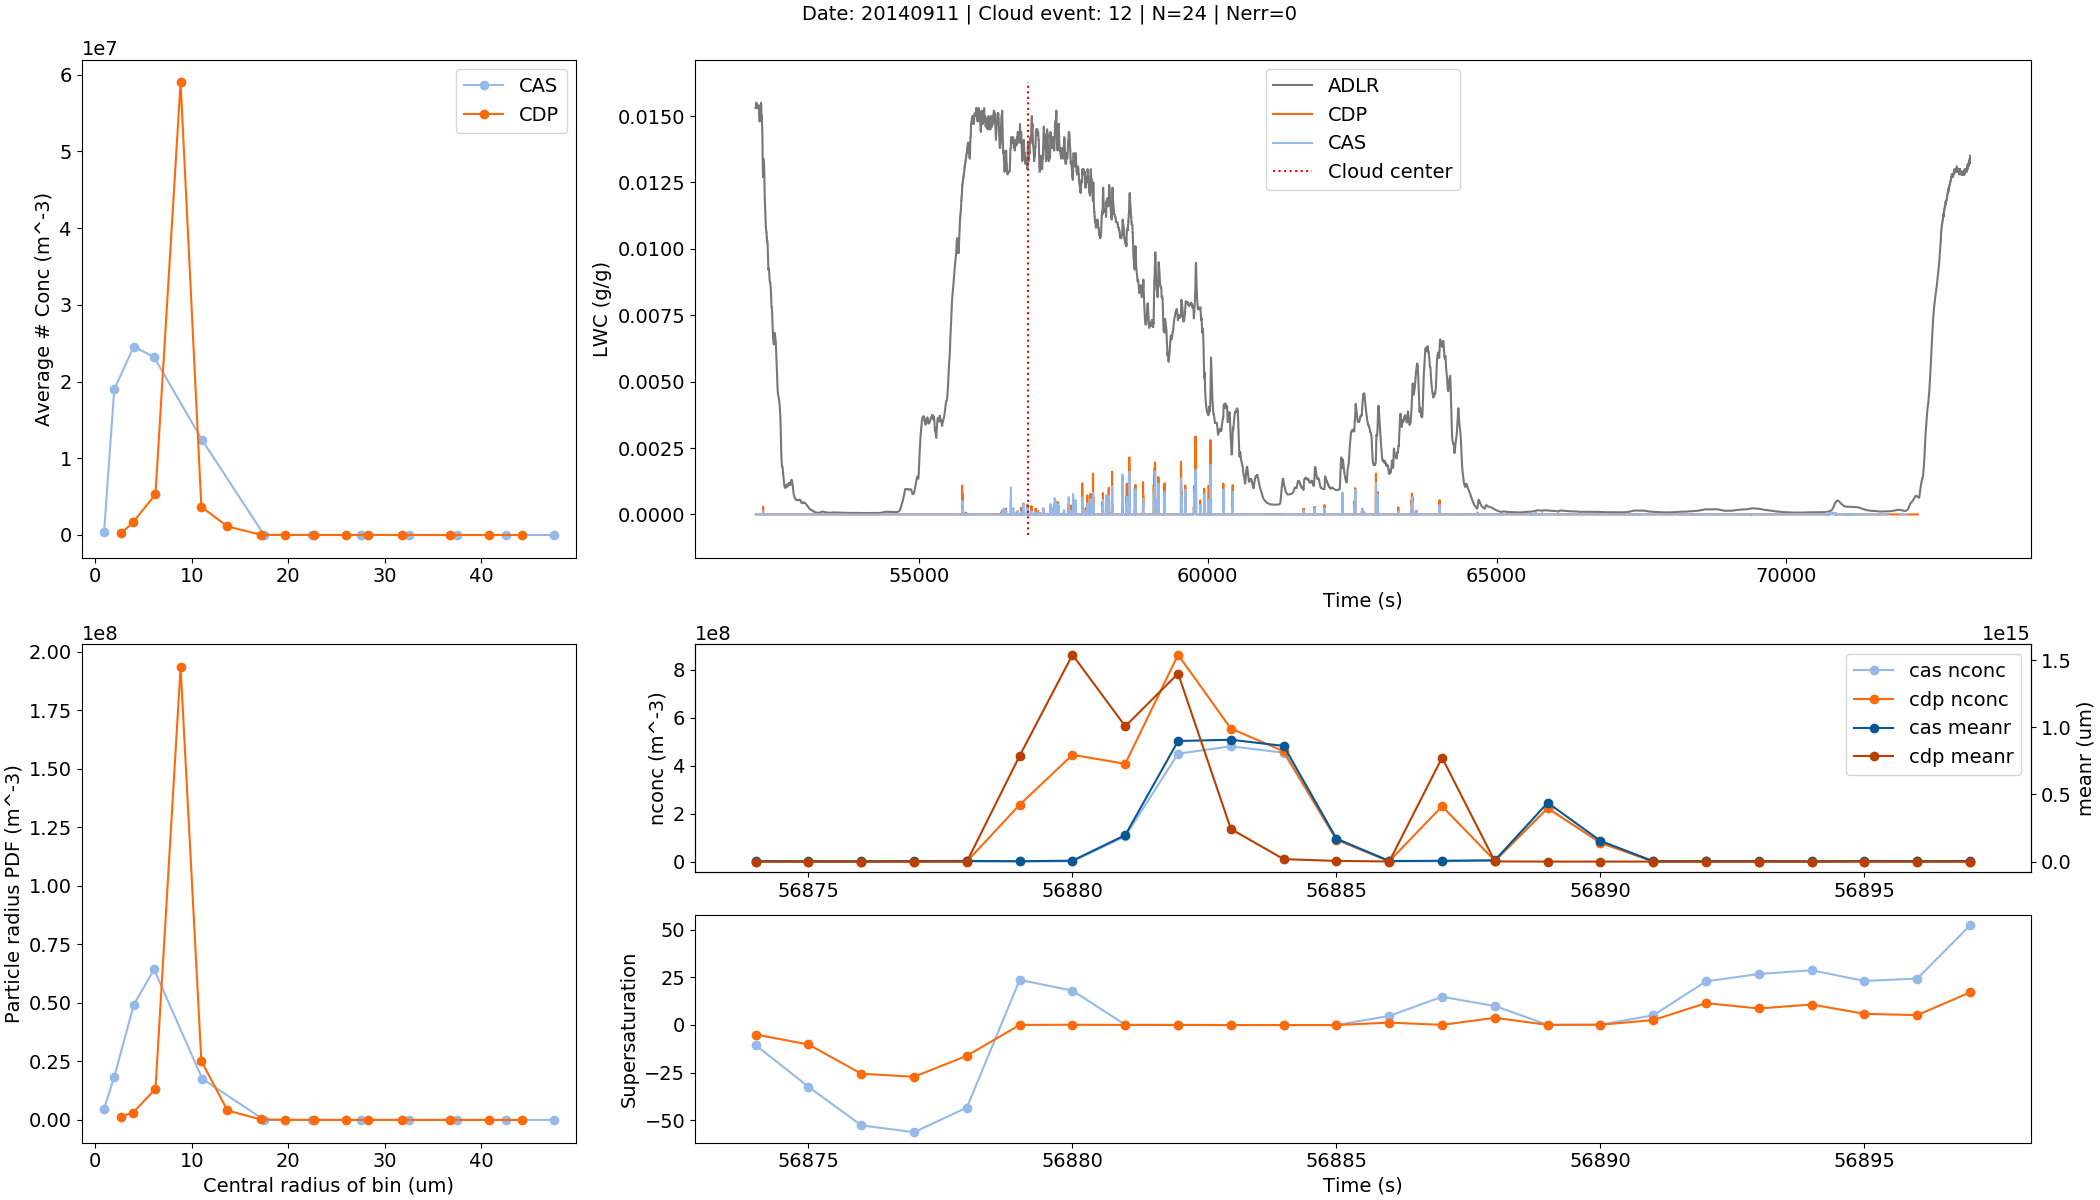 Date: 20140911 | Cloud event: 12 | N=24 | Nerr=0
1e7
6
5
4
3
2
1
0
Average # Conc (m^-3)
0 10 20 30 40
CAS
CDP
0.0150
0.0125
0.0100
0.0075
0.0050
0.0025
0.0000
LWC (g/g)
55000 60000 65000 70000
Time (s)
ADLR
CDP
CAS
Cloud center
1e8
2.00
1.75
1.50
1.25
1.00
0.75
0.50
0.25
0.00
Particle radius PDF (m^-3)
0 10 20 30 40
Central radius of bin (um)
1e8
8
6
4
2
0
nconc (m^-3)
56875 56880 56885 56890 56895
1e15
1.5
1.0
0.5
0.0
meanr (um)
cas nconc
cdp nconc
cas meanr
cdp meanr
50
25
0
−25
−50
Supersaturation
56875 56880 56885 56890 56895
Time (s)